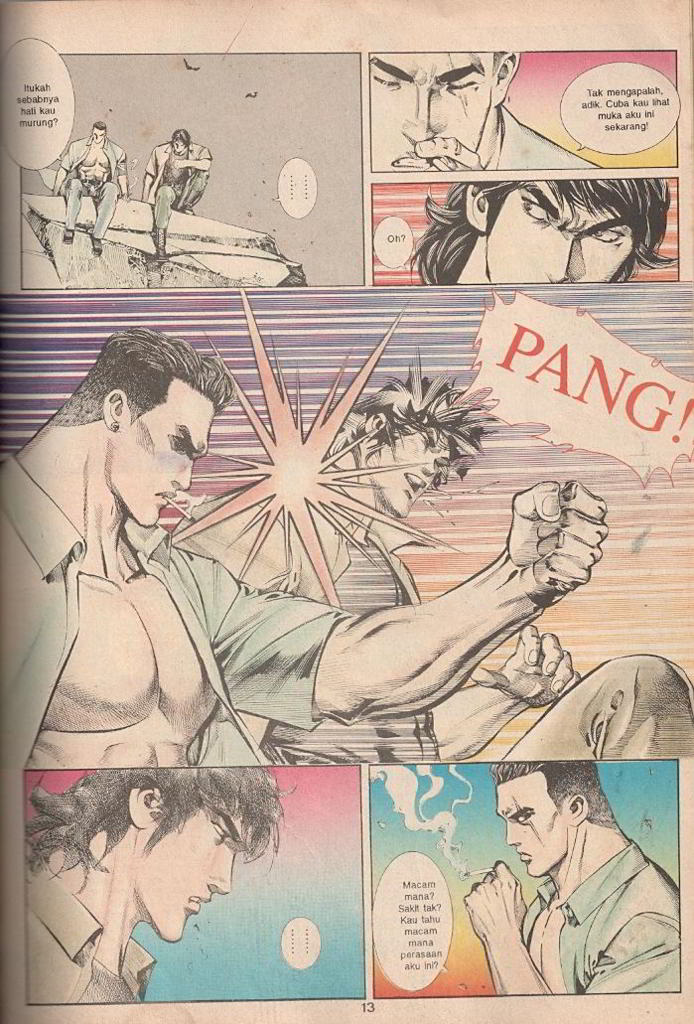 Itukah
sebabnya
hati kau
murung?
Tak mengapalah,
adik. Cuba kau lihat
muka aku ini
sekarang!
Oh?
PANG!
Macam
mana?
Sakit tak?
Kau tahu
macam
mana
perasaan
aku ini?
13